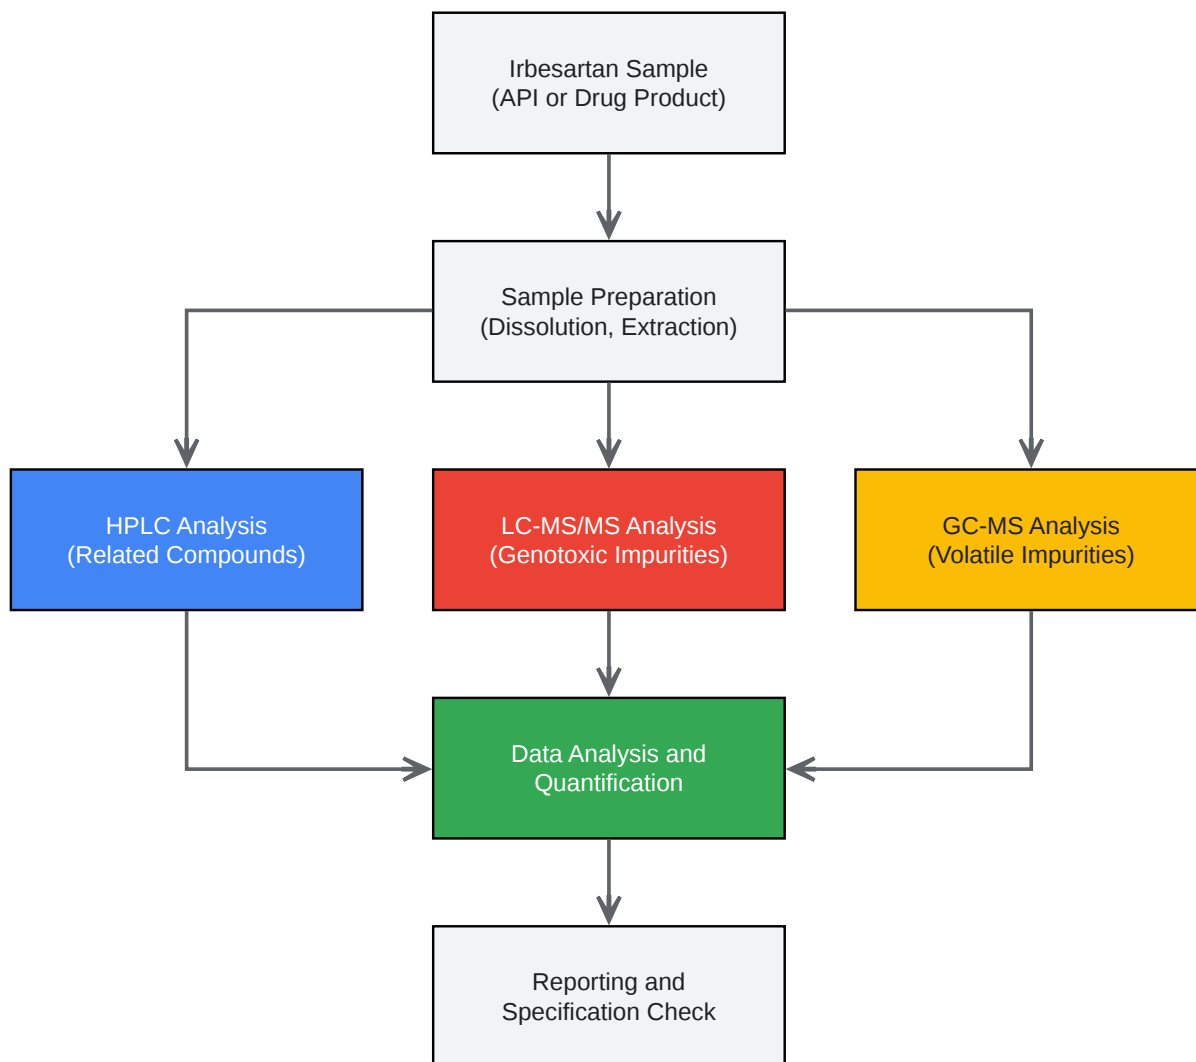 Irbesartan Sample
(API or Drug Product)
Sample Preparation
(Dissolution, Extraction)
HPLC Analysis
(Related Compounds)
LC-MS/MS Analysis
(Genotoxic Impurities)
GC-MS Analysis
(Volatile Impurities)
Data Analysis and
Quantification
Reporting and
Specification Check